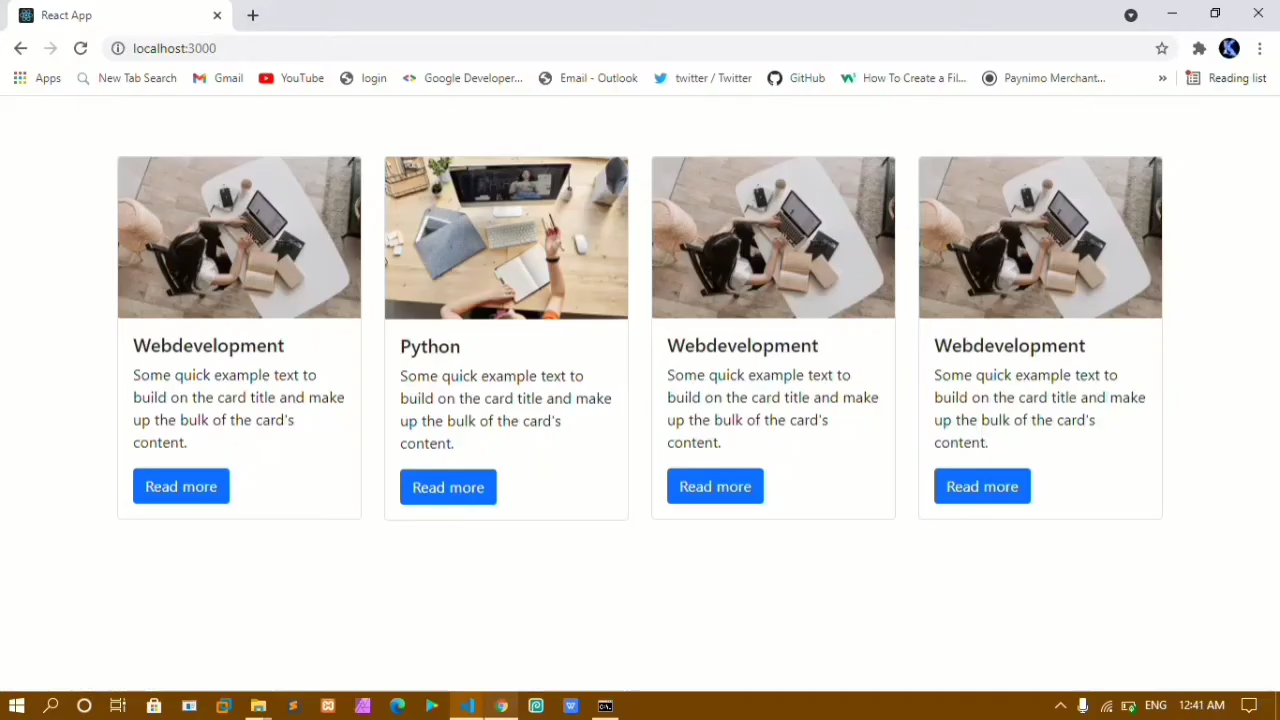 React App
localhost:3000
Apps
New Tab Search
Gmail
YouTube
login
Google Developer...
Email - Outlook
twitter / Twitter
GitHub
How To Create a Fil...
Paynimo Merchant...
»
Reading list
Webdevelopment
Some quick example text to
build on the card title and make
up the bulk of the card's
content.
Read more
Python
Some quick example text to
build on the card title and make
up the bulk of the card's
content.
Read more
Webdevelopment
Some quick example text to
build on the card title and make
up the bulk of the card's
content.
Read more
Webdevelopment
Some quick example text to
build on the card title and make
up the bulk of the card's
content.
Read more
ENG
12:41 AM